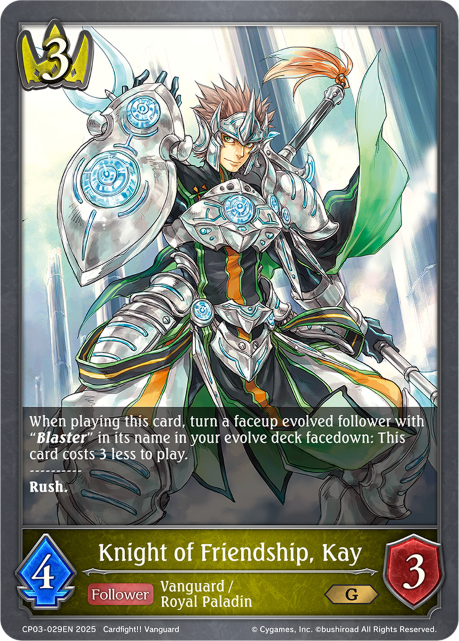 3
When playing this card, turn a faceup evolved follower with
“Blaster” in its name in your evolve deck facedown: This
card costs 3 less to play.
----------
Rush.
Knight of Friendship, Kay
4
Follower
Vanguard /
Royal Paladin
G
3
CP03-029EN 2025 Cardfight!! Vanguard
© Cygames, Inc. ©bushiroad All Rights Reserved.